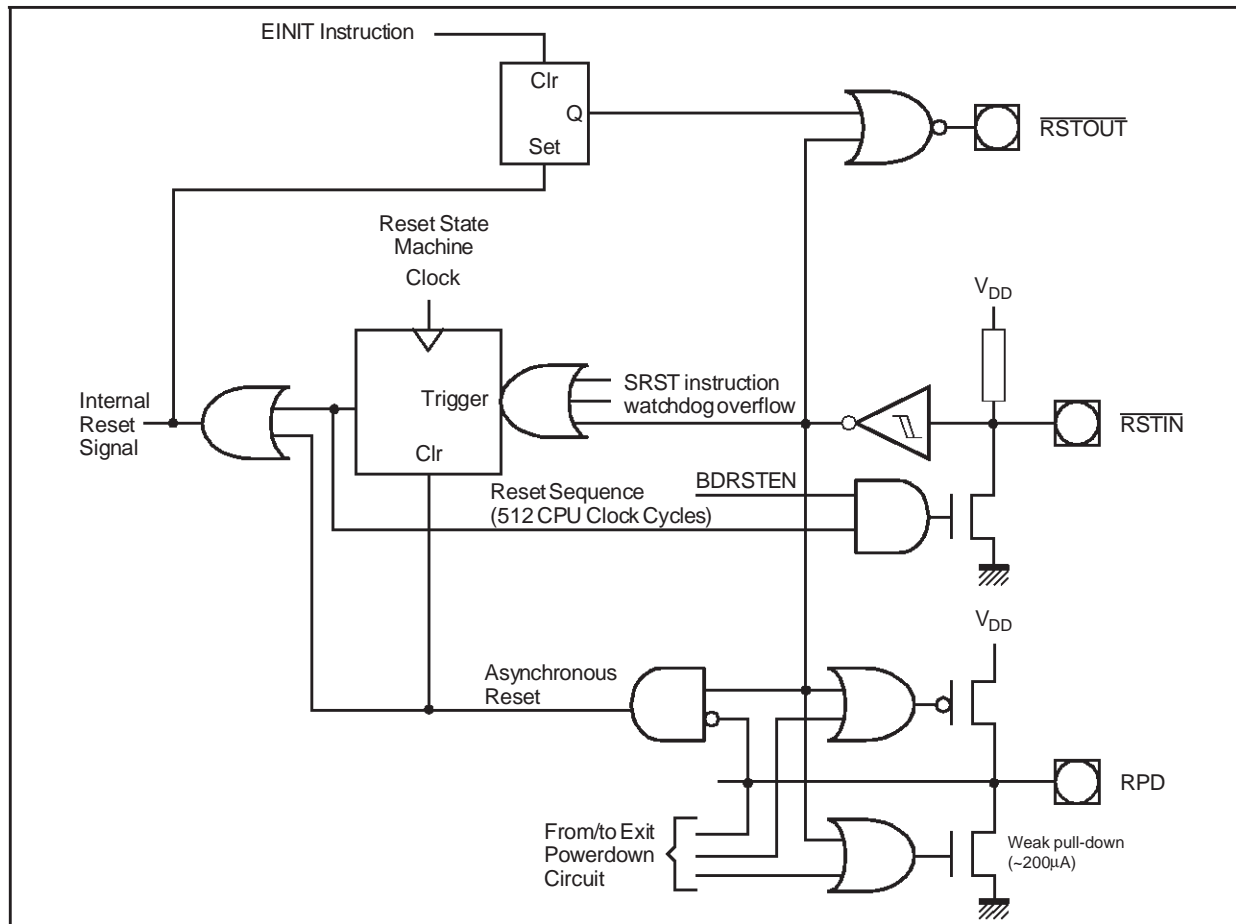 EINIT Instruction
Clr
Q
Set
RSTOUT
Reset State
Machine
Clock
VDD
Trigger
SRST instruction
watchdog overflow
Internal
Reset
Signal
RSTIN
Clr
BDRSTEN
Reset Sequence
(512 CPU Clock Cycles)
VDD
Asynchronous
Reset
RPD
From/to Exit
Powerdown
Circuit
Weak pull-down
(~200µA)